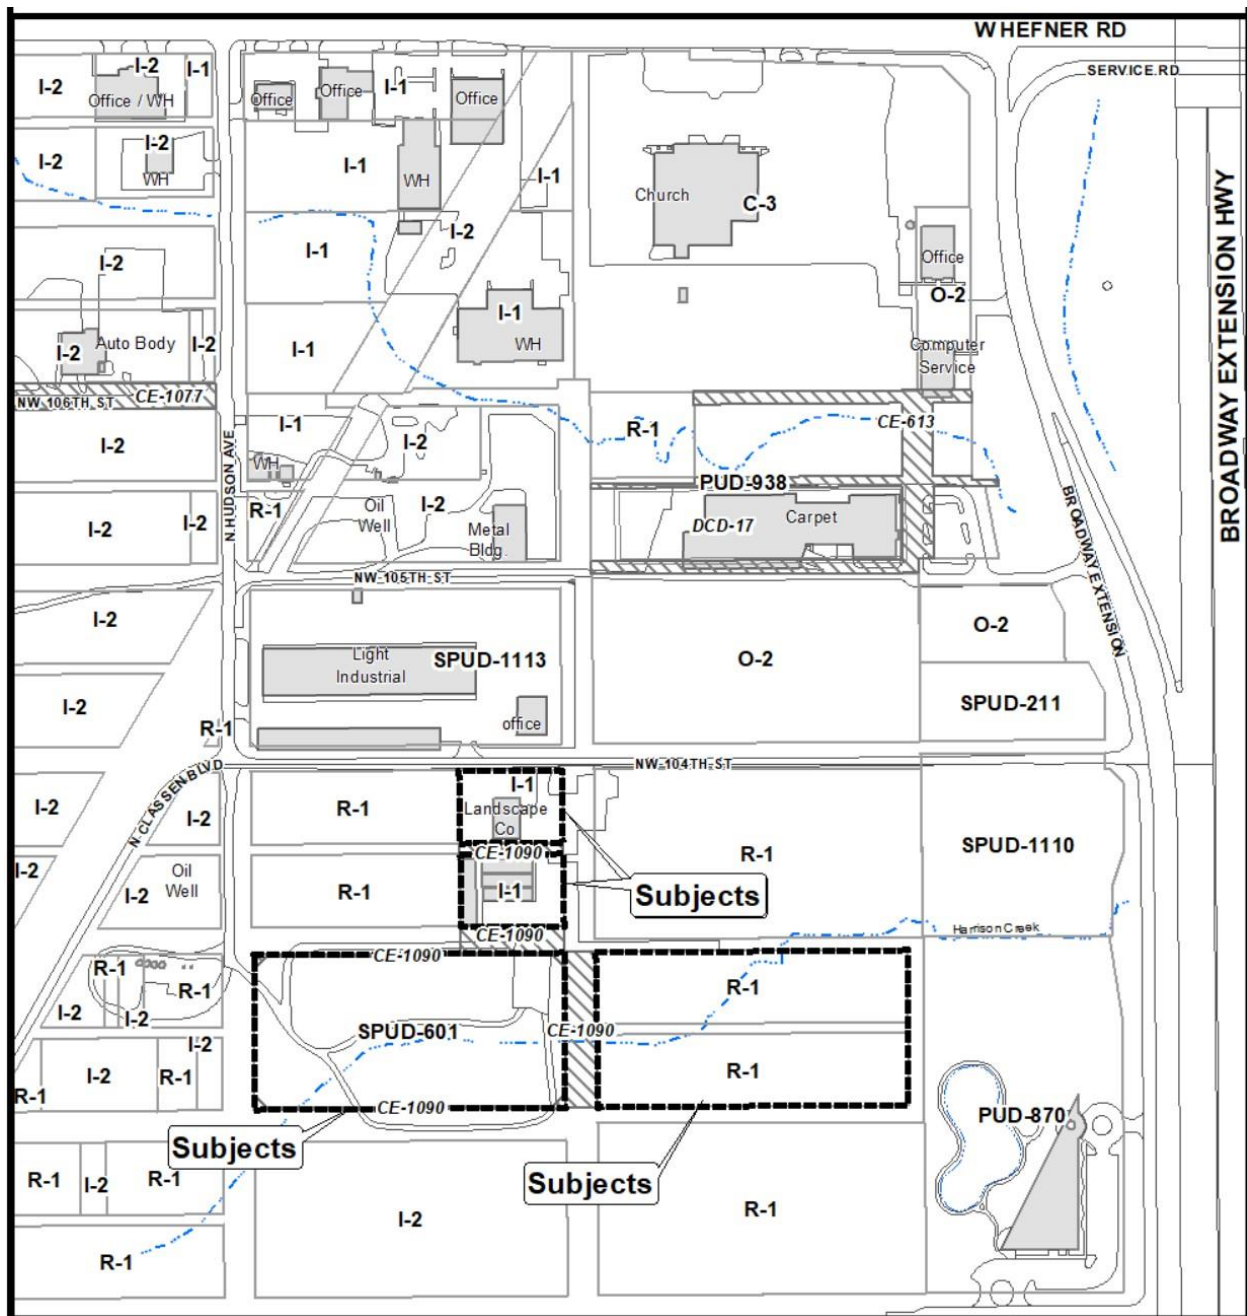 W HEFNER RD
SERVICE RD
I-2
I-1
I-2
Office / WH
Office
Office
I-1
Office
I-2
WH
I-1
WH
I-1
Church
C-3
BROADWAY EXTENSION HWY
I-2
I-1
I-2
Office
O-2
I-2
Auto Body
I-2
I-1
I-1
WH
Computer
Service
NW 106TH ST
CE-1077
I-2
N HUDSON AVE
I-1
I-2
WH
R-1
CE-613
I-2
I-2
R-1
Oil
Well
I-2
Metal
Bldg.
PUD-938
DCD-17
Carpet
BROADWAY EXTENSION
NW 105TH ST
I-2
Light
Industrial
SPUD-1113
office
O-2
O-2
SPUD-211
I-2
R-1
N CLASSEN BLVD
NW 104TH ST
I-2
I-2
R-1
I-1
Landscape
Co
CE-1090
R-1
SPUD-1110
I-2
I-2
Oil
Well
R-1
I-1
Subjects
CE-1090
Harrison Creek
R-1
R-1
I-2
I-2
CE-1090
SPUD-601
CE-1090
R-1
I-2
I-2
R-1
R-1
R-1
CE-1090
PUD-870
Subjects
Subjects
R-1
I-2
R-1
I-2
R-1
R-1